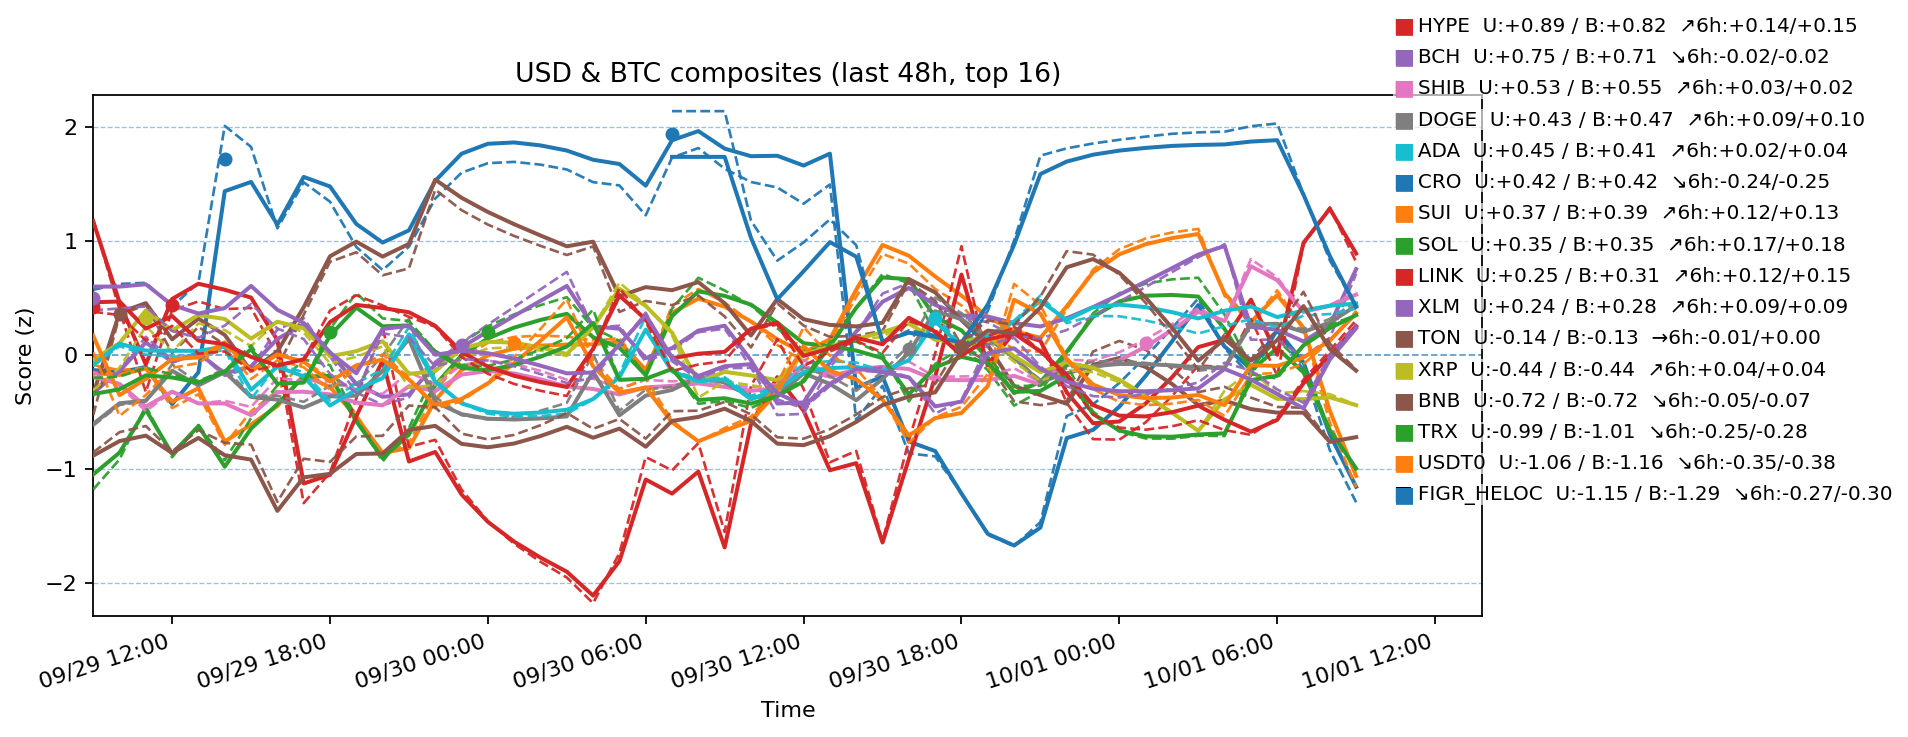 USD & BTC composites (last 48h, top 16)
HYPE U:+0.89 / B:+0.82 ↗6h:+0.14/+0.15
BCH U:+0.75 / B:+0.71 ↘6h:-0.02/-0.02
SHIB U:+0.53 / B:+0.55 ↗6h:+0.03/+0.02
DOGE U:+0.43 / B:+0.47 ↗6h:+0.09/+0.10
ADA U:+0.45 / B:+0.41 ↗6h:+0.02/+0.04
CRO U:+0.42 / B:+0.42 ↘6h:-0.24/-0.25
SUI U:+0.37 / B:+0.39 ↗6h:+0.12/+0.13
SOL U:+0.35 / B:+0.35 ↗6h:+0.17/+0.18
LINK U:+0.25 / B:+0.31 ↗6h:+0.12/+0.15
XLM U:+0.24 / B:+0.28 ↗6h:+0.09/+0.09
TON U:-0.14 / B:-0.13 →6h:-0.01/+0.00
XRP U:-0.44 / B:-0.44 ↗6h:+0.04/+0.04
BNB U:-0.72 / B:-0.72 ↘6h:-0.05/-0.07
TRX U:-0.99 / B:-1.01 ↘6h:-0.25/-0.28
USDT0 U:-1.06 / B:-1.16 ↘6h:-0.35/-0.38
FIGR_HELOC U:-1.15 / B:-1.29 ↘6h:-0.27/-0.30
Score (z)
2
1
0
−1
−2
09/29 12:00
09/29 18:00
09/30 00:00
09/30 06:00
09/30 12:00
09/30 18:00
10/01 00:00
10/01 06:00
10/01 12:00
Time